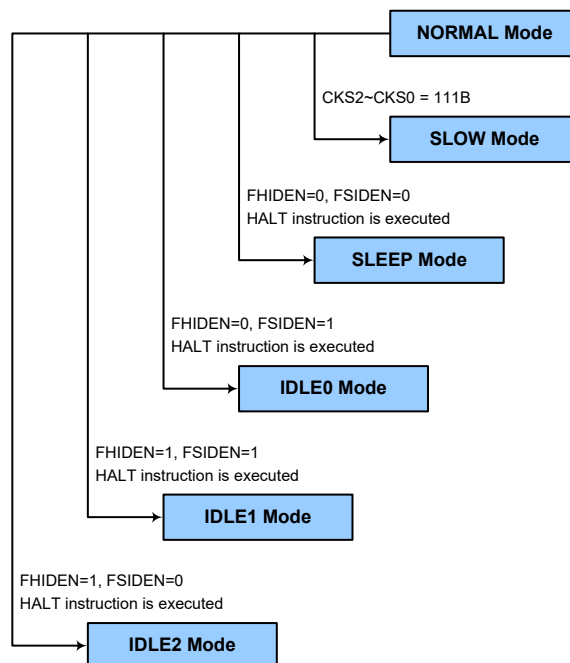 NORMAL Mode
CKS2~CKS0 = 111B
SLOW Mode
FHIDEN=0, FSIDEN=0
HALT instruction is executed
SLEEP Mode
FHIDEN=0, FSIDEN=1
HALT instruction is executed
IDLE0 Mode
FHIDEN=1, FSIDEN=1
HALT instruction is executed
IDLE1 Mode
FHIDEN=1, FSIDEN=0
HALT instruction is executed
IDLE2 Mode